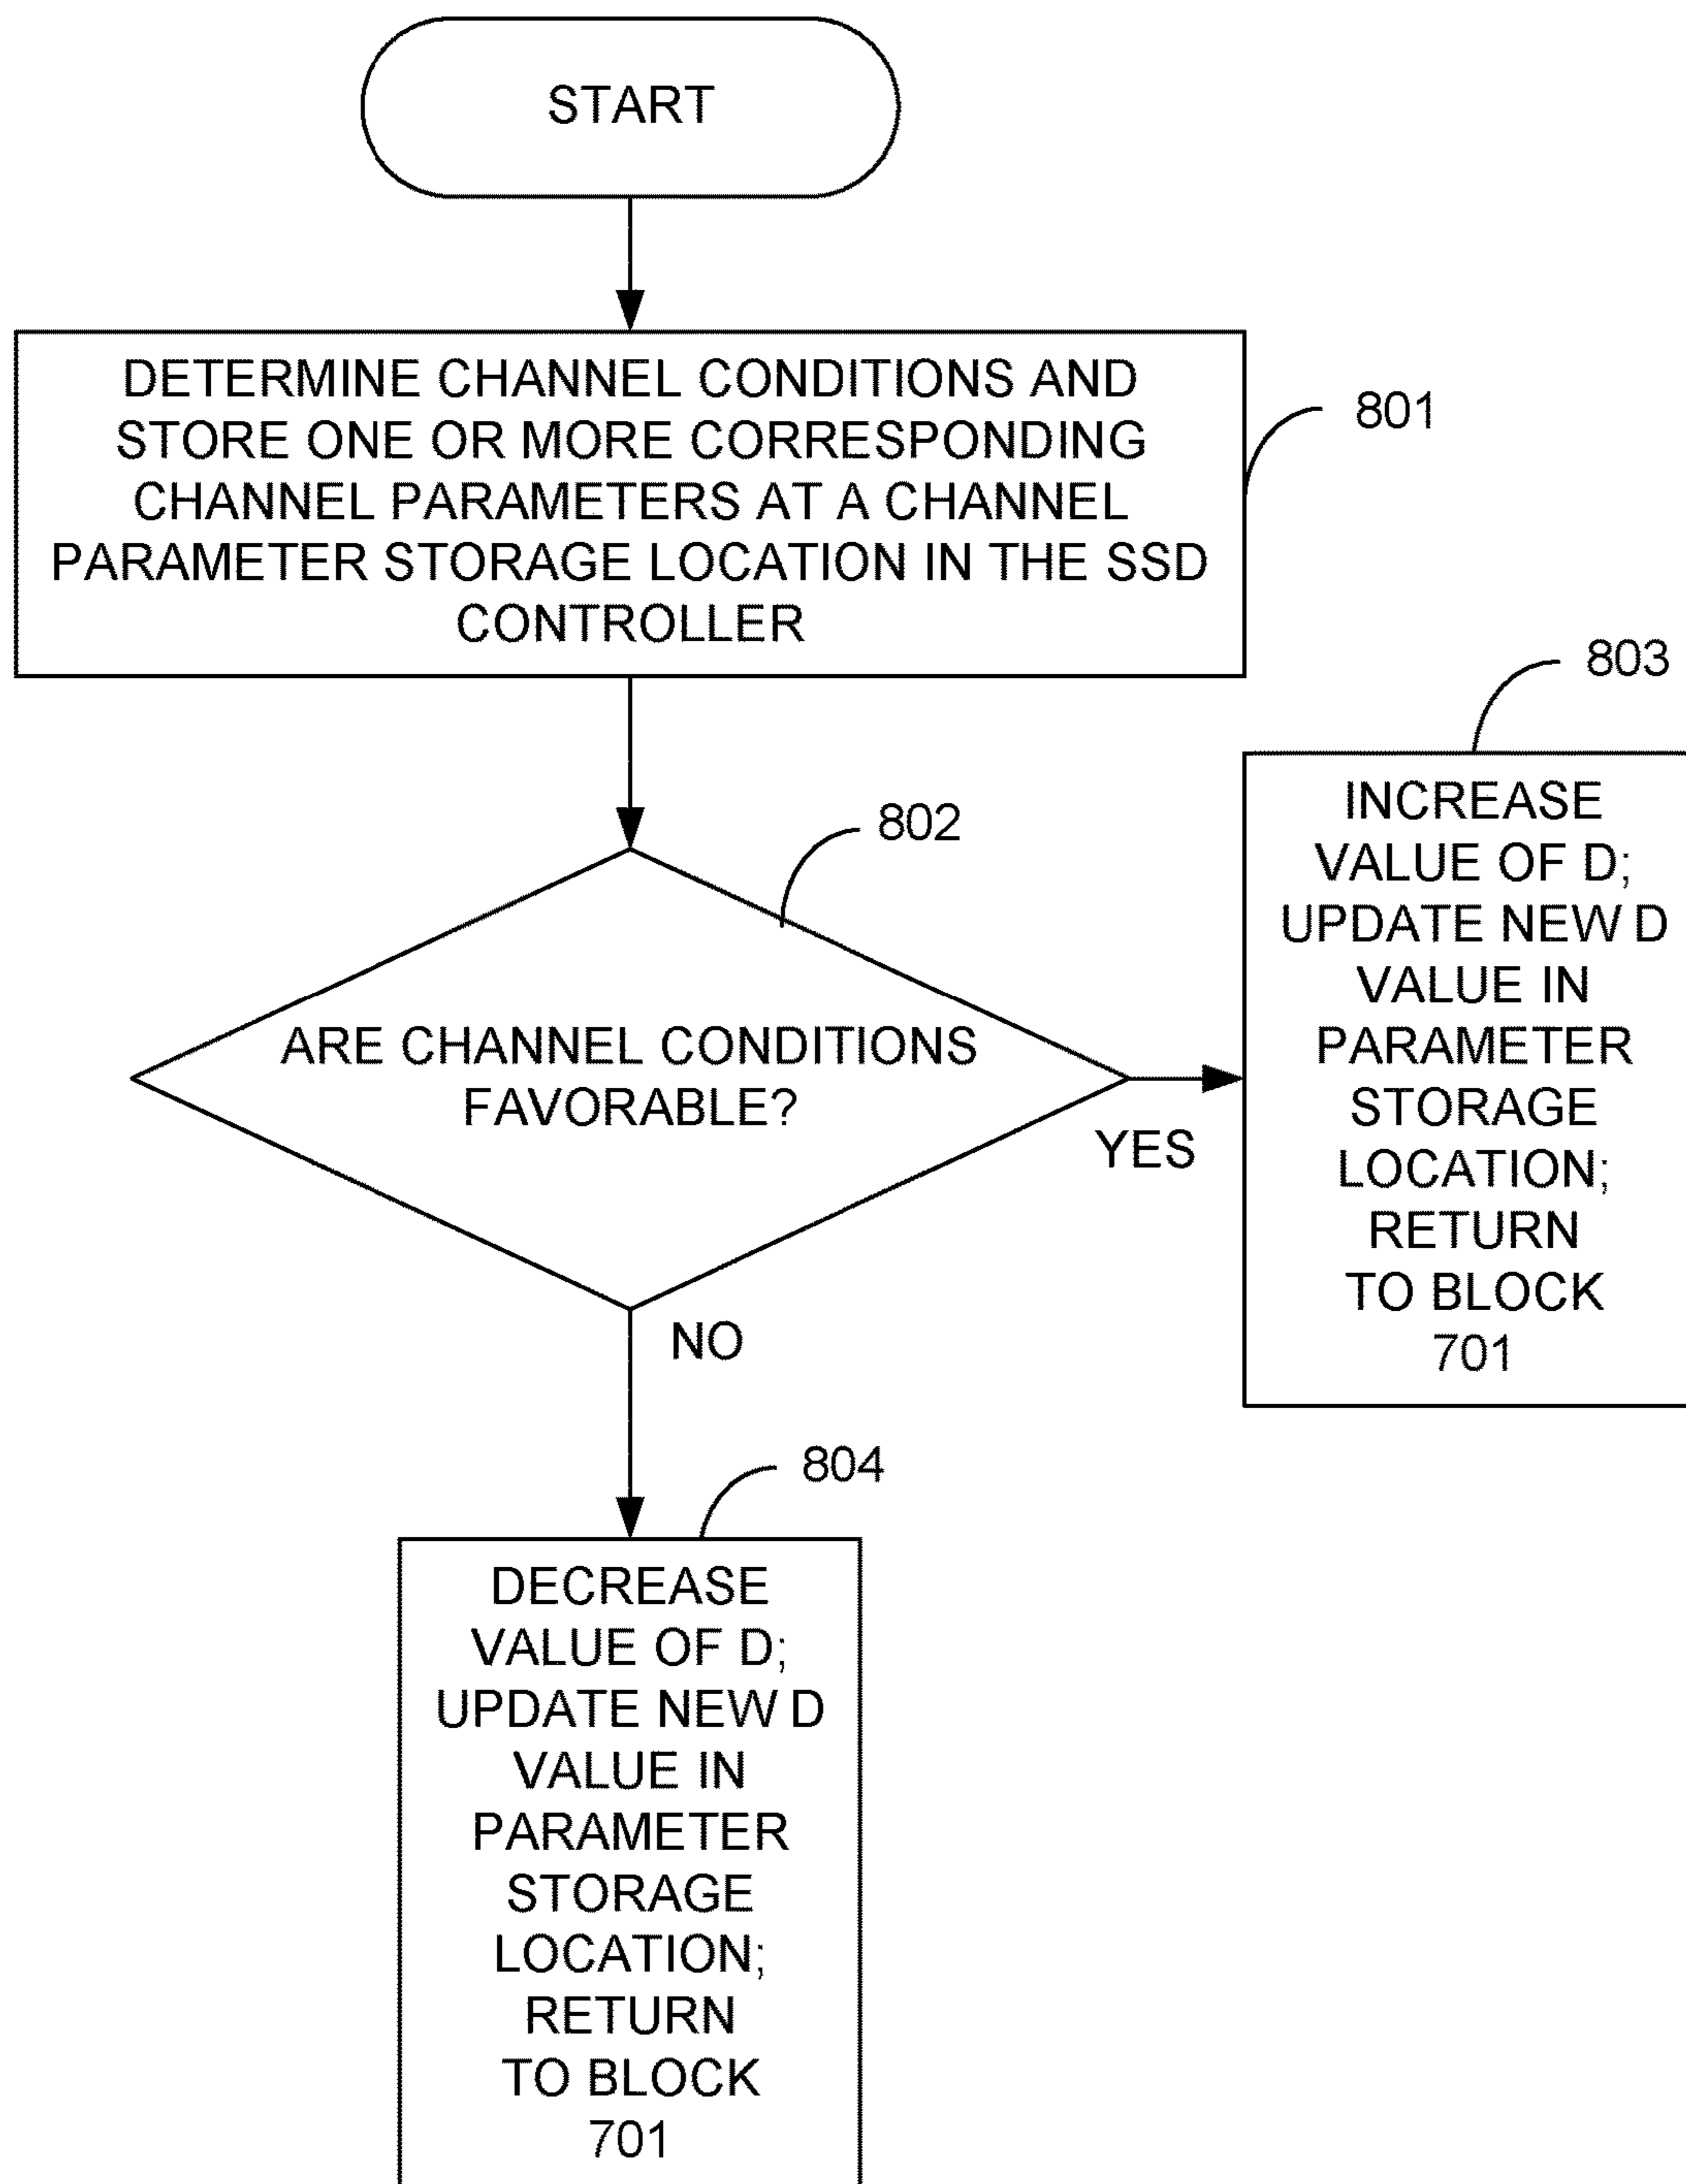 START
DETERMINE CHANNEL CONDITIONS AND
STORE ONE OR MORE CORRESPONDING
CHANNEL PARAMETERS AT A CHANNEL
PARAMETER STORAGE LOCATION IN THE SSD
CONTROLLER
801
802
ARE CHANNEL CONDITIONS
FAVORABLE?
YES
NO
803
INCREASE
VALUE OF D;
UPDATE NEW D
VALUE IN
PARAMETER
STORAGE
LOCATION;
RETURN
TO BLOCK
701
804
DECREASE
VALUE OF D;
UPDATE NEW D
VALUE IN
PARAMETER
STORAGE
LOCATION;
RETURN
TO BLOCK
701